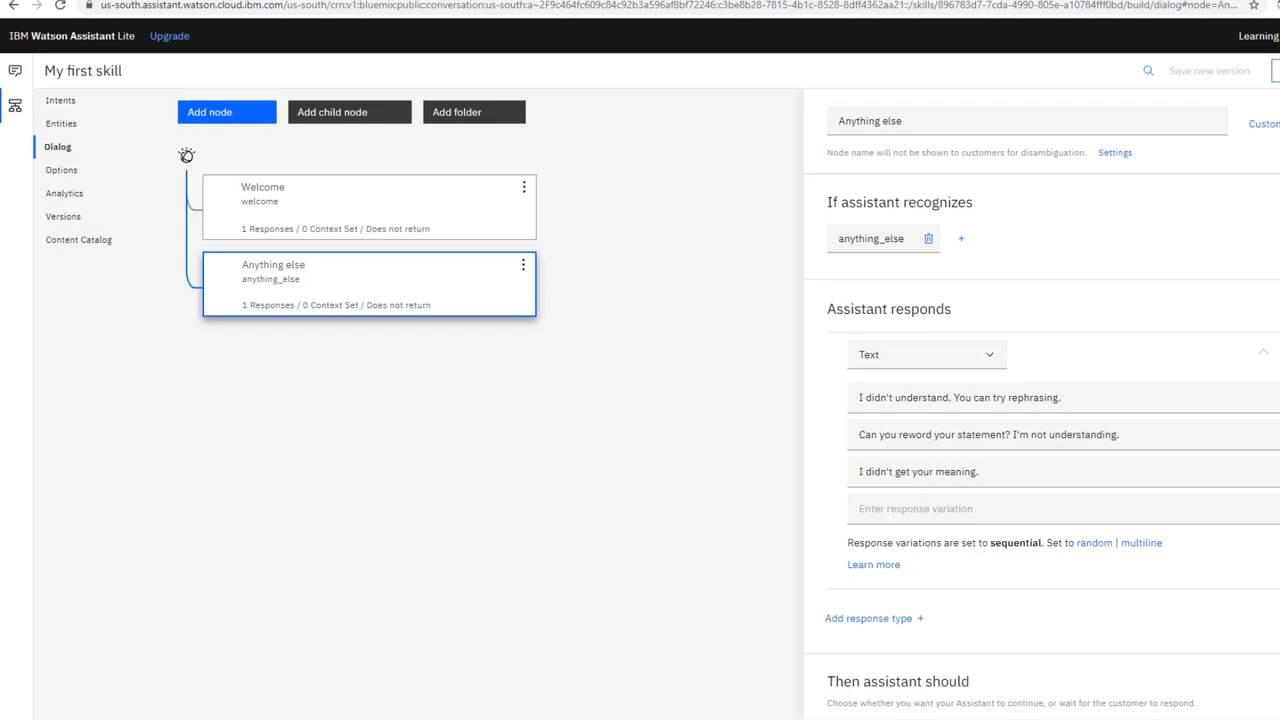 us-south.assistant.watson.cloud.ibm.com/us-south/crn:v1:bluemix:public:conversation:us-south:a~2F9c464fc609c84c92b3a596af8bf72246:c3be8b28-7815-4b1c-8528-8dff4362aa21::/skills/896783d7-7cda-4990-805e-a10784fff0bd/build/dialog#node=An...
IBM Watson Assistant Lite Upgrade Learning
My first skill Save new version
Intents
Entities
Dialog
Options
Analytics
Versions
Content Catalog
Add node Add child node Add folder
Welcome
welcome
1 Responses / 0 Context Set / Does not return
Anything else
anything_else
1 Responses / 0 Context Set / Does not return
Anything else Custom
Node name will not be shown to customers for disambiguation. Settings
If assistant recognizes
anything_else +
Assistant responds
Text
I didn't understand. You can try rephrasing.
Can you reword your statement? I'm not understanding.
I didn't get your meaning.
Enter response variation
Response variations are set to sequential. Set to random | multiline
Learn more
Add response type +
Then assistant should
Choose whether you want your Assistant to continue, or wait for the customer to respond.